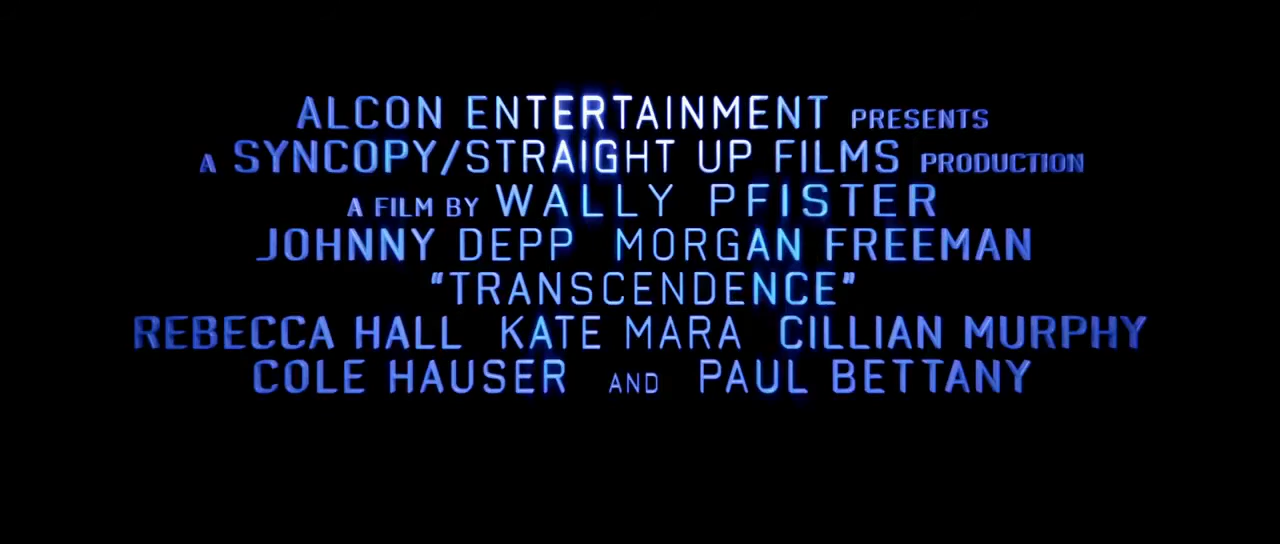 ALCON ENTERTAINMENT PRESENTS
A SYNCOPY/STRAIGHT UP FILMS PRODUCTION
A FILM BY WALLY PFISTER
JOHNNY DEPP MORGAN FREEMAN
"TRANSCENDENCE"
REBECCA HALL KATE MARA CILLIAN MURPHY
COLE HAUSER AND PAUL BETTANY